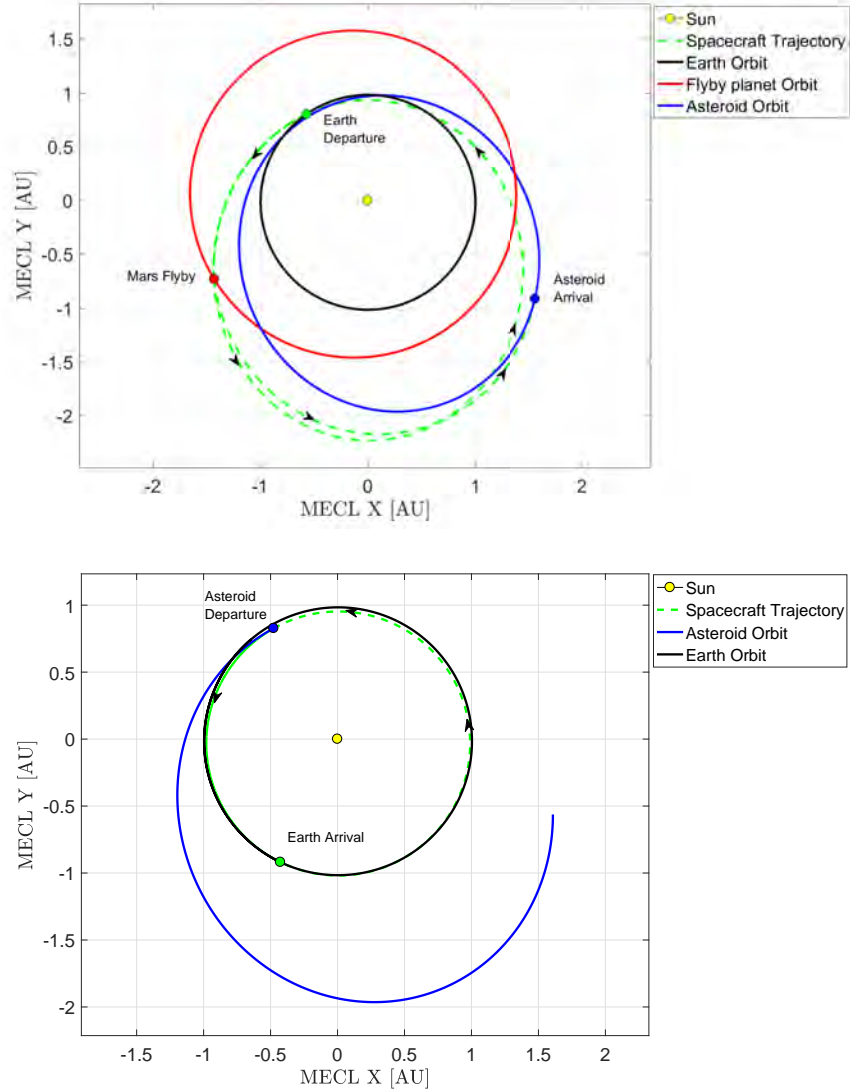 Sun
Spacecraft Trajectory
Earth Orbit
Flyby planet Orbit
Asteroid Orbit
1.5
1
0.5
0
-0.5
-1
-1.5
-2
MECL Y [AU]
Earth
Departure
Mars Flyby
Asteroid
Arrival
-2
-1
0
1
2
MECL X [AU]
Sun
Spacecraft Trajectory
Asteroid Orbit
Earth Orbit
1
0.5
0
-0.5
-1
-1.5
-2
MECL Y [AU]
Asteroid
Departure
Earth Arrival
-1.5
-1
-0.5
0
0.5
1
1.5
2
MECL X [AU]